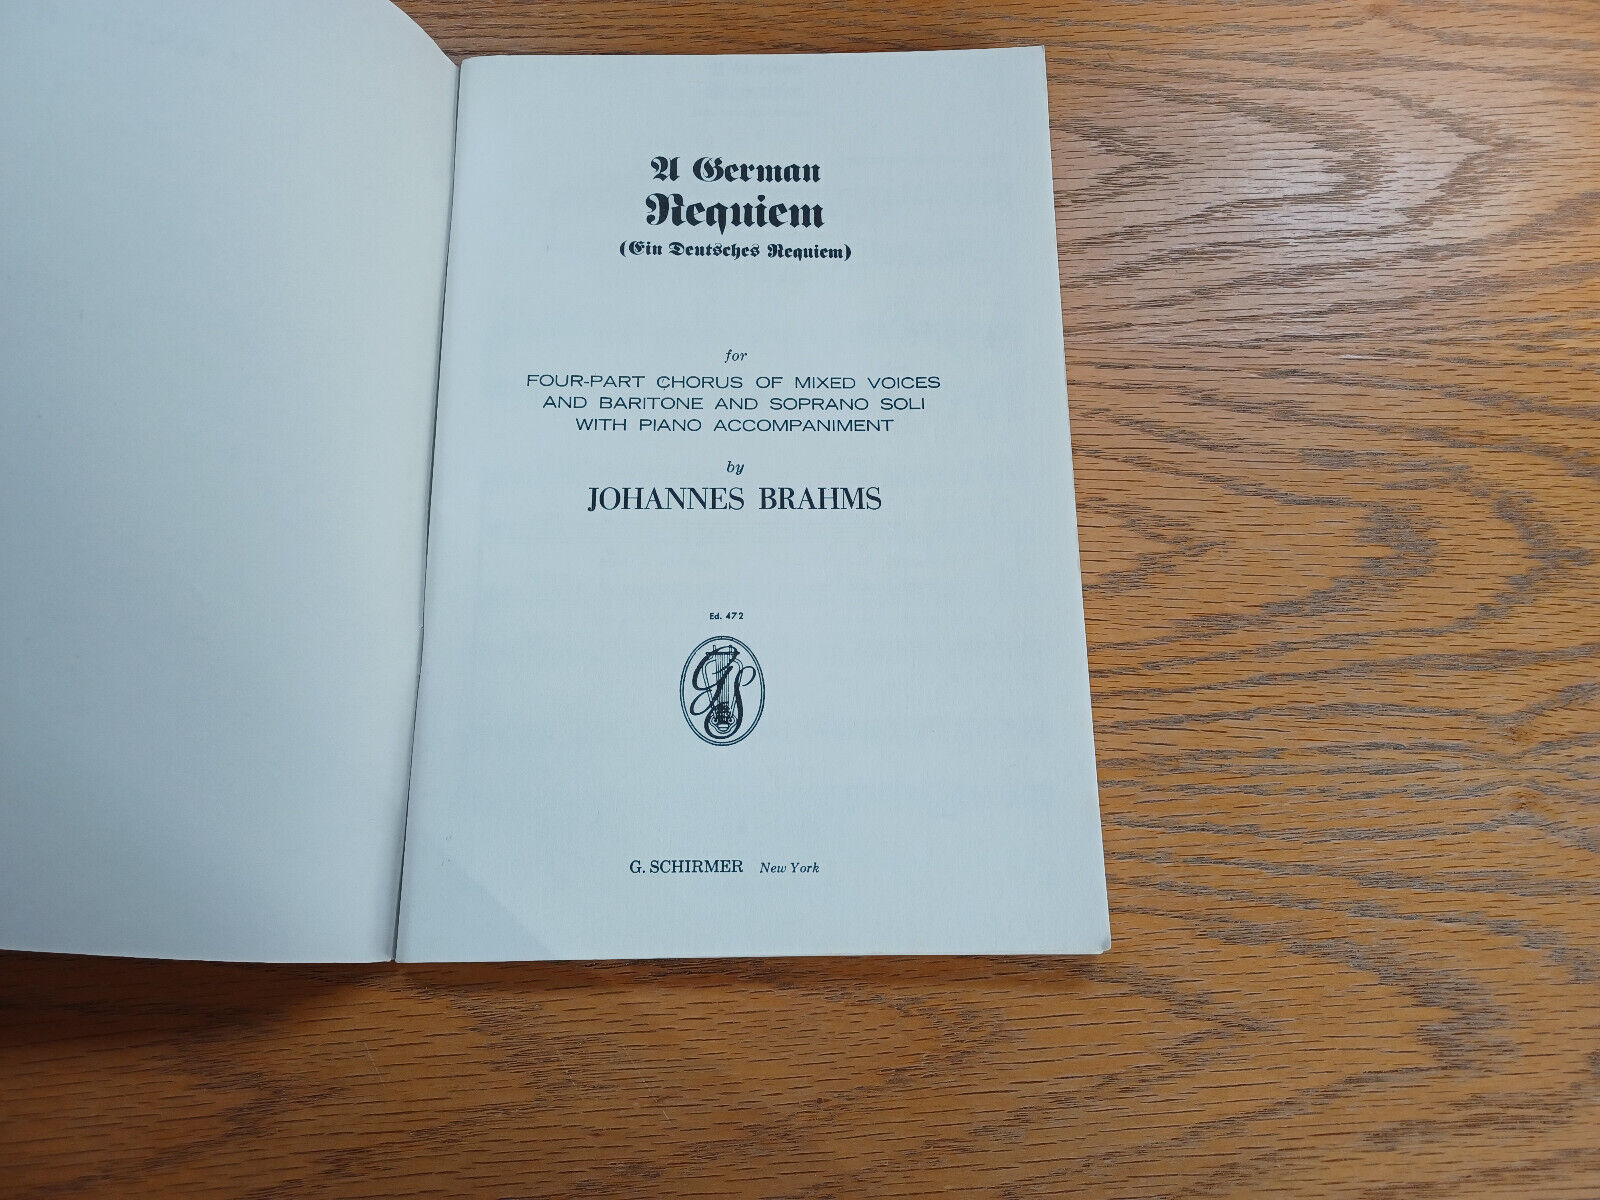 A German
Requiem
(Ein Deutsches Requiem)
for
FOUR-PART CHORUS OF MIXED VOICES
AND BARITONE AND SOPRANO SOLI
WITH PIANO ACCOMPANIMENT
by
JOHANNES BRAHMS
Ed. 472
GS
G. SCHIRMER New York